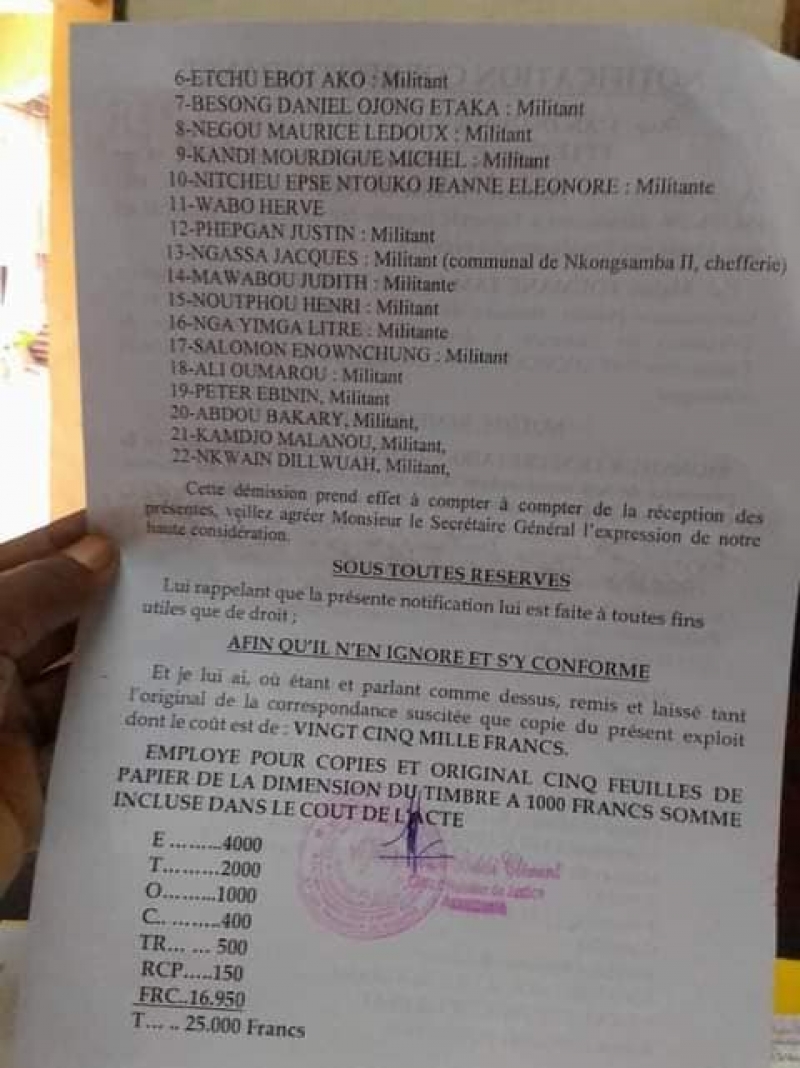 6-ETCHU EBOT AKO : Militant
7-BESONG DANIEL OJONG ETAKA : Militant
8-NEGOU MAURICE LEDOUX : Militant
9-KANDI MOURDIGUE MICHEL : Militant
10-NITCHEU EPSE NTOUKO JEANNE ELEONORE : Militante
11-WABO HERVE
12-PHEPGAN JUSTIN : Militant
13-NGASSA JACQUES : Militant (communal de Nkongsamba II, chefferie)
14-MAWABOU JUDITH : Militante
15-NOUTPHOU HENRI : Militant
16-NGA YIMGA LITRE : Militante
17-SALOMON ENOWNCHUNG : Militant
18-ALI OUMAROU : Militant
19-PETER EBININ, Militant
20-ABDOU BAKARY, Militant,
21-KAMDJO MALANOU, Militant,
22-NKWAIN DILLWUAH, Militant,
Cette démission prend effet à compter à compter de la réception des
présentes, veillez agréer Monsieur le Secrétaire Général l'expression de notre
haute considération.
SOUS TOUTES RESERVES
Lui rappelant que la présente notification lui est faite à toutes fins
utiles que de droit ;
AFIN QU'IL N'EN IGNORE ET S'Y CONFORME
Et je lui ai, où étant et parlant comme dessus, remis et laissé tant
l'original de la correspondance suscitée que copie du présent exploit
dont le coût est de : VINGT CINQ MILLE FRANCS.
EMPLOYE POUR COPIES ET ORIGINAL CINQ FEUILLES DE
PAPIER DE LA DIMENSION DU TIMBRE A 1000 FRANCS SOMME
INCLUSE DANS LE COUT DE L'ACTE
E .........4000
T..........2000
O.........1000
C.. .........400
TR... ... 500
RCP.....150
FRC..16.950
T... .. 25.000 Francs